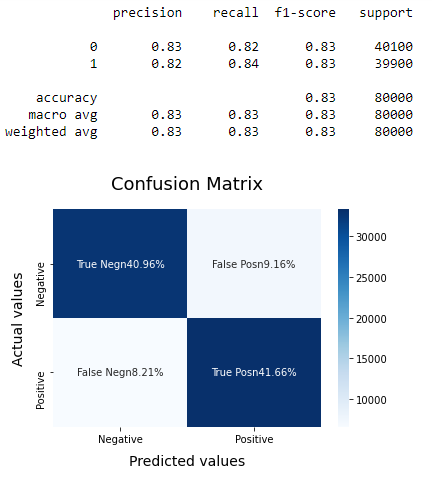 precision recall f1-score support
0 0.83 0.82 0.83 40100
1 0.82 0.84 0.83 39900
accuracy 0.83 80000
macro avg 0.83 0.83 0.83 80000
weighted avg 0.83 0.83 0.83 80000
Confusion Matrix
Actual values
Negative
Positive
True Negn40.96% False Posn9.16%
False Negn8.21% True Posn41.66%
30000
25000
20000
15000
10000
Negative Positive
Predicted values